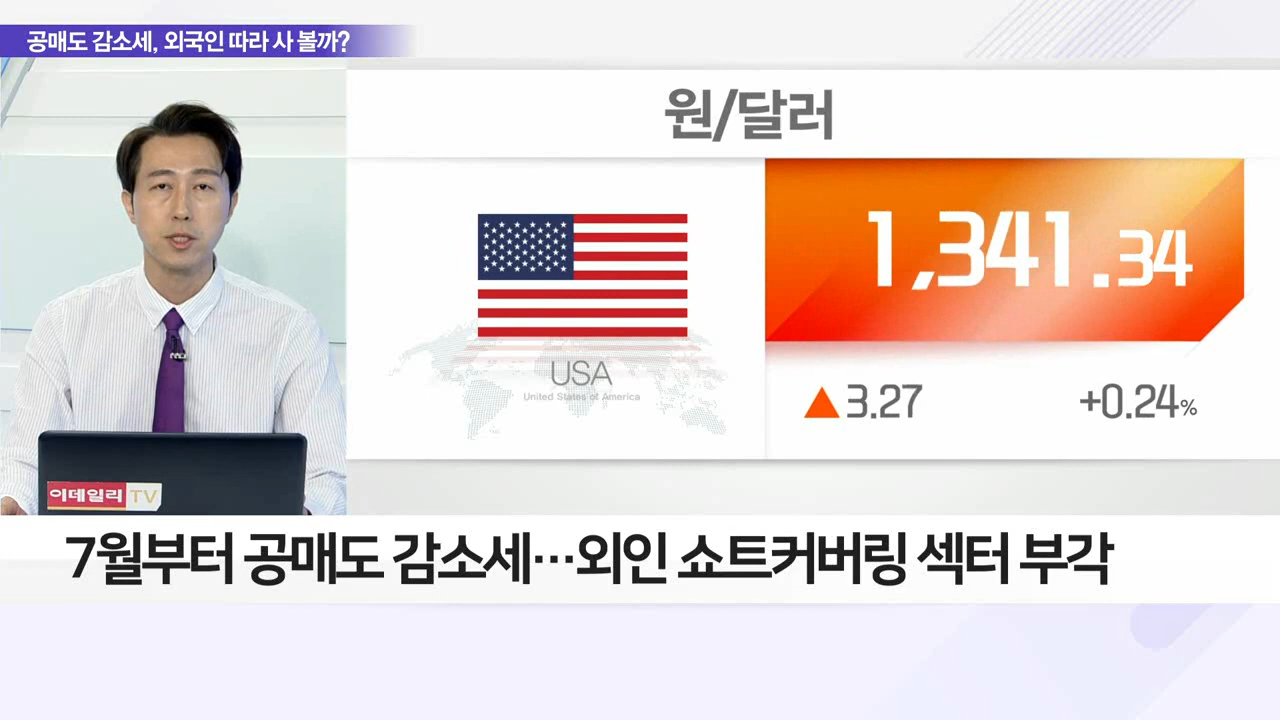 공매도 감소세, 외국인 따라 사 볼까?
원/달러
USA
United States of America
1,341.34
▲3.27 +0.24%
이데일리 TV
7월부터 공매도 감소세…외인 쇼트커버링 섹터 부각